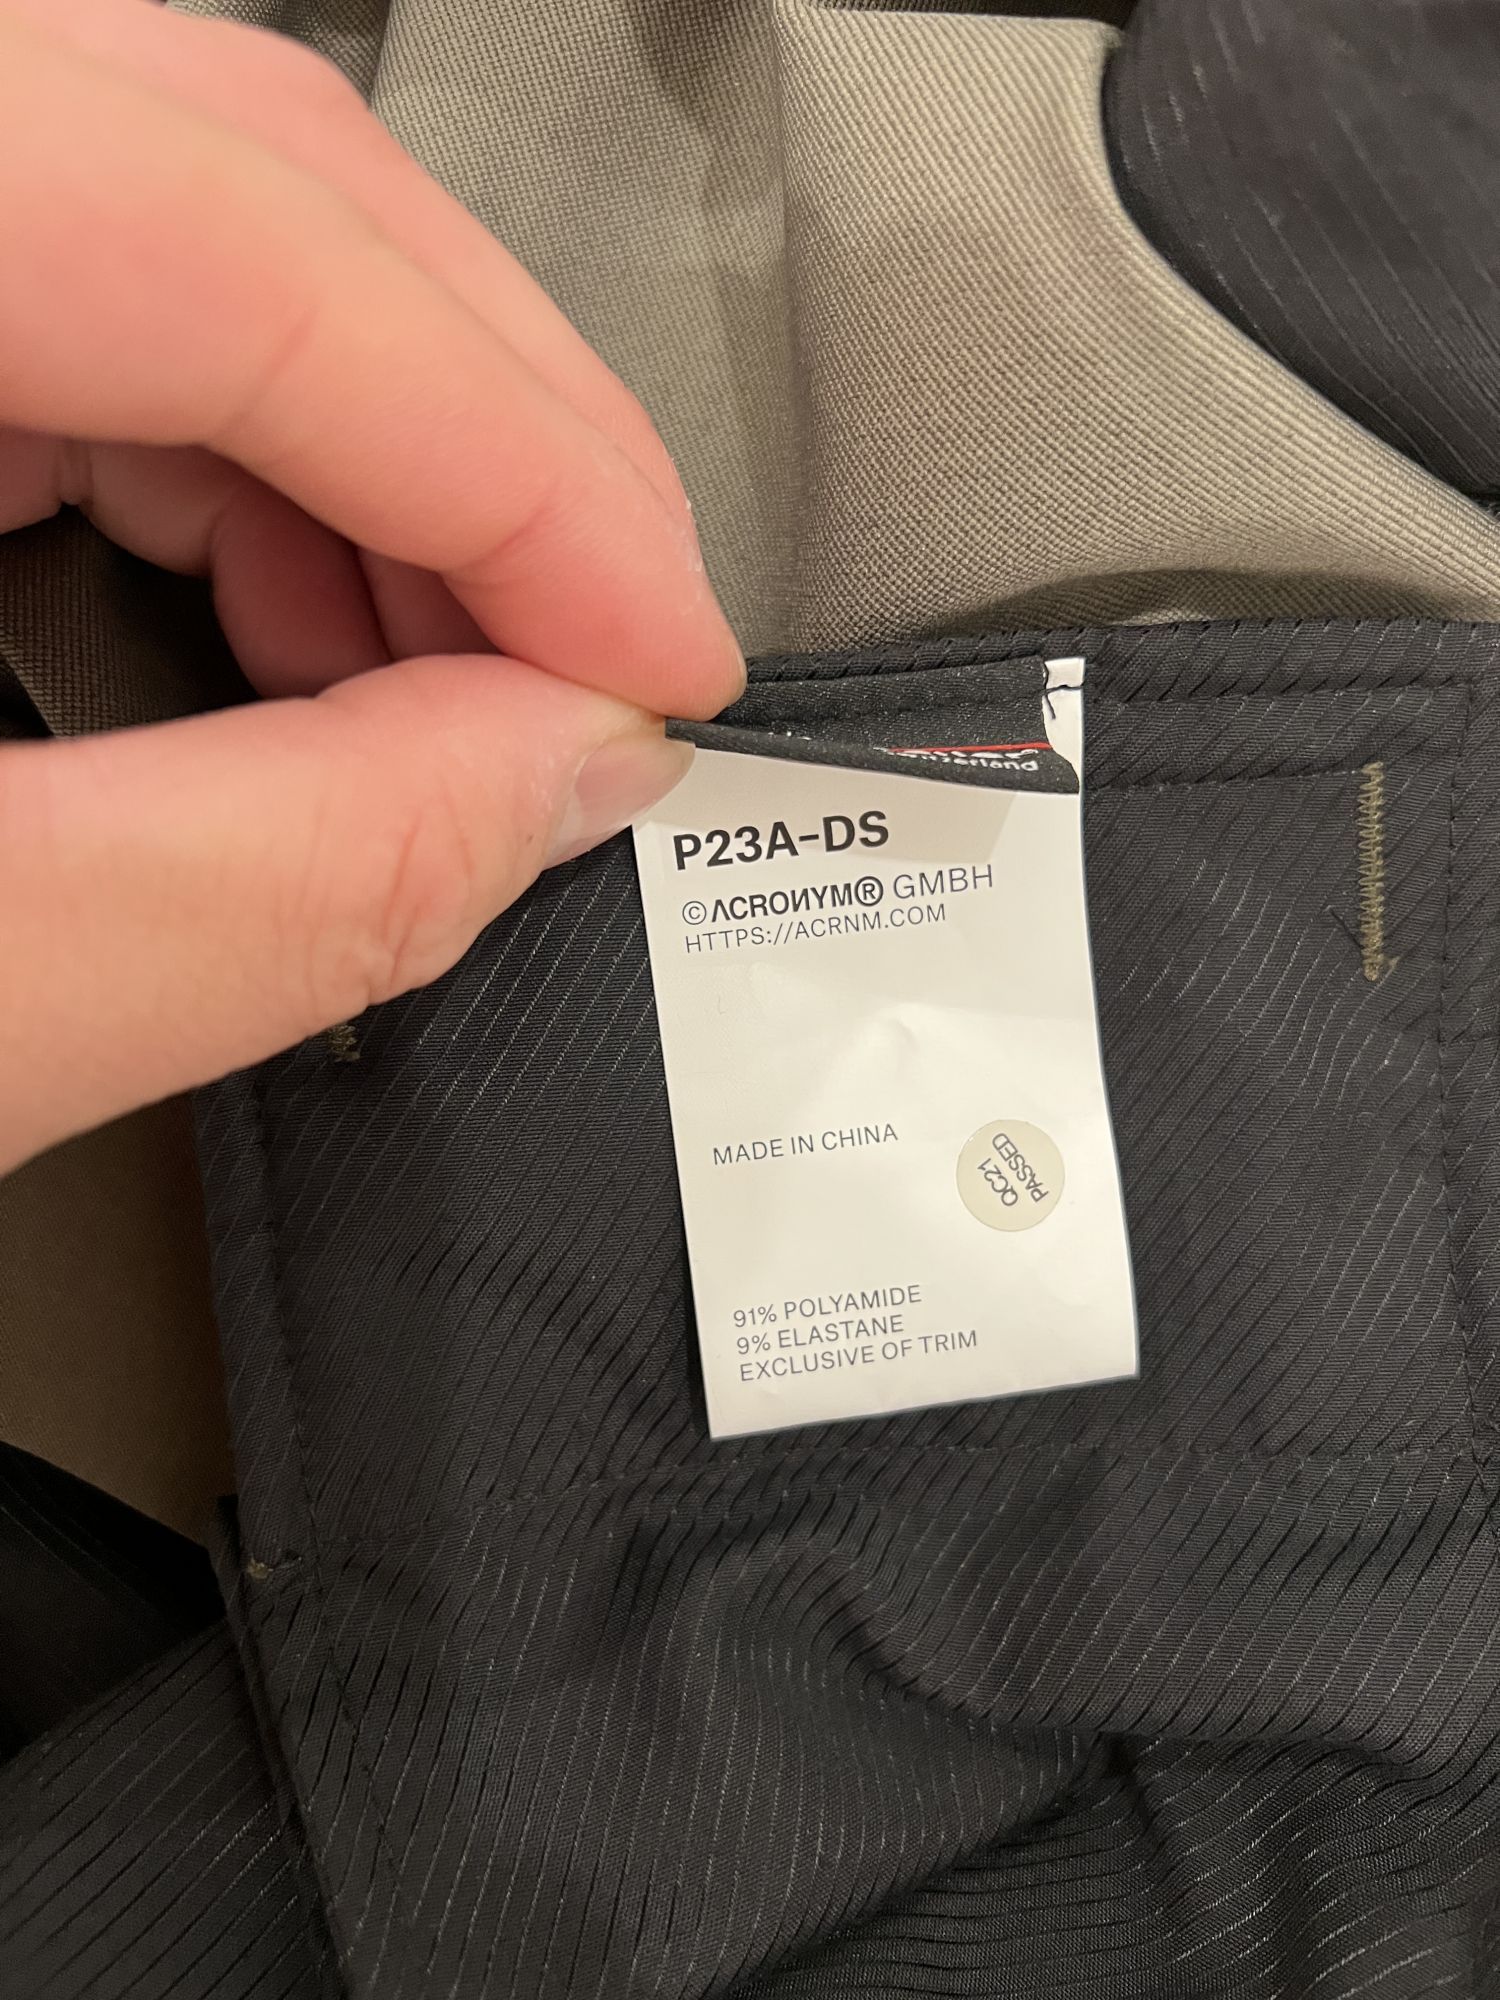 Switzerland
P23A-DS
©ACRONYM® GMBH
HTTPS://ACRNM.COM
MADE IN CHINA
QC21
PASSED
91% POLYAMIDE
9% ELASTANE
EXCLUSIVE OF TRIM